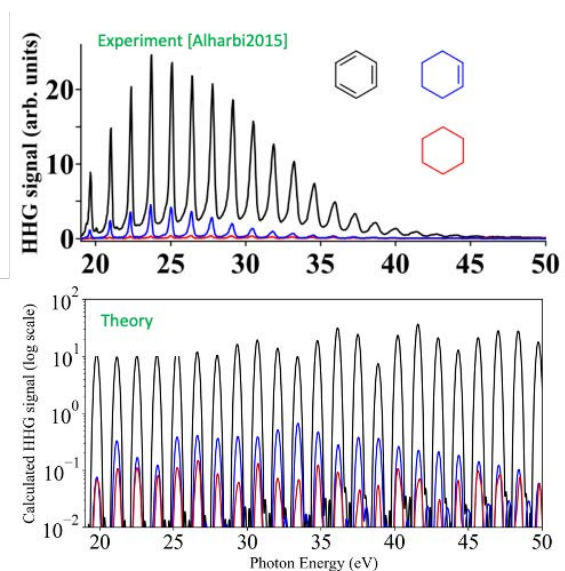 Experiment [Alharbi2015]
HHG signal (arb. units)
20
10
0
20 25 30 35 40 45 50
Theory
Calculated HHG signal (log scale)
10²
10¹
10⁰
10⁻¹
10⁻²
20 25 30 35 40 45 50
Photon Energy (eV)